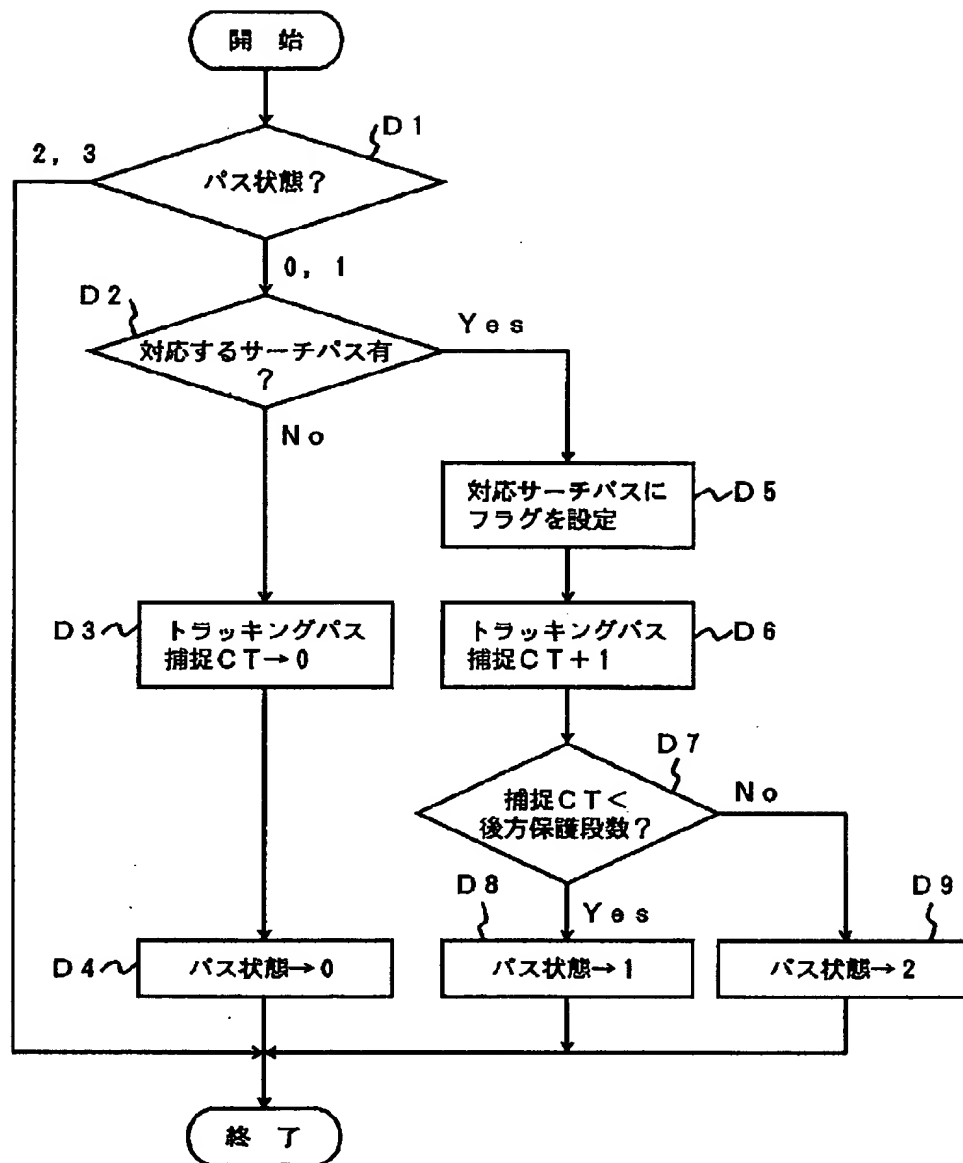 開 始
D1
2, 3
パス状態?
0, 1
D2
Yes
対応するサーチパス有
?
No
対応サーチパスに
フラグを設定
D5
D3
トラッキングパス
捕捉CT→0
トラッキングパス
捕捉CT+1
D6
D7
捕捉CT<
後方保護段数?
No
D8
Yes
D9
D4
パス状態→0
パス状態→1
パス状態→2
終 了